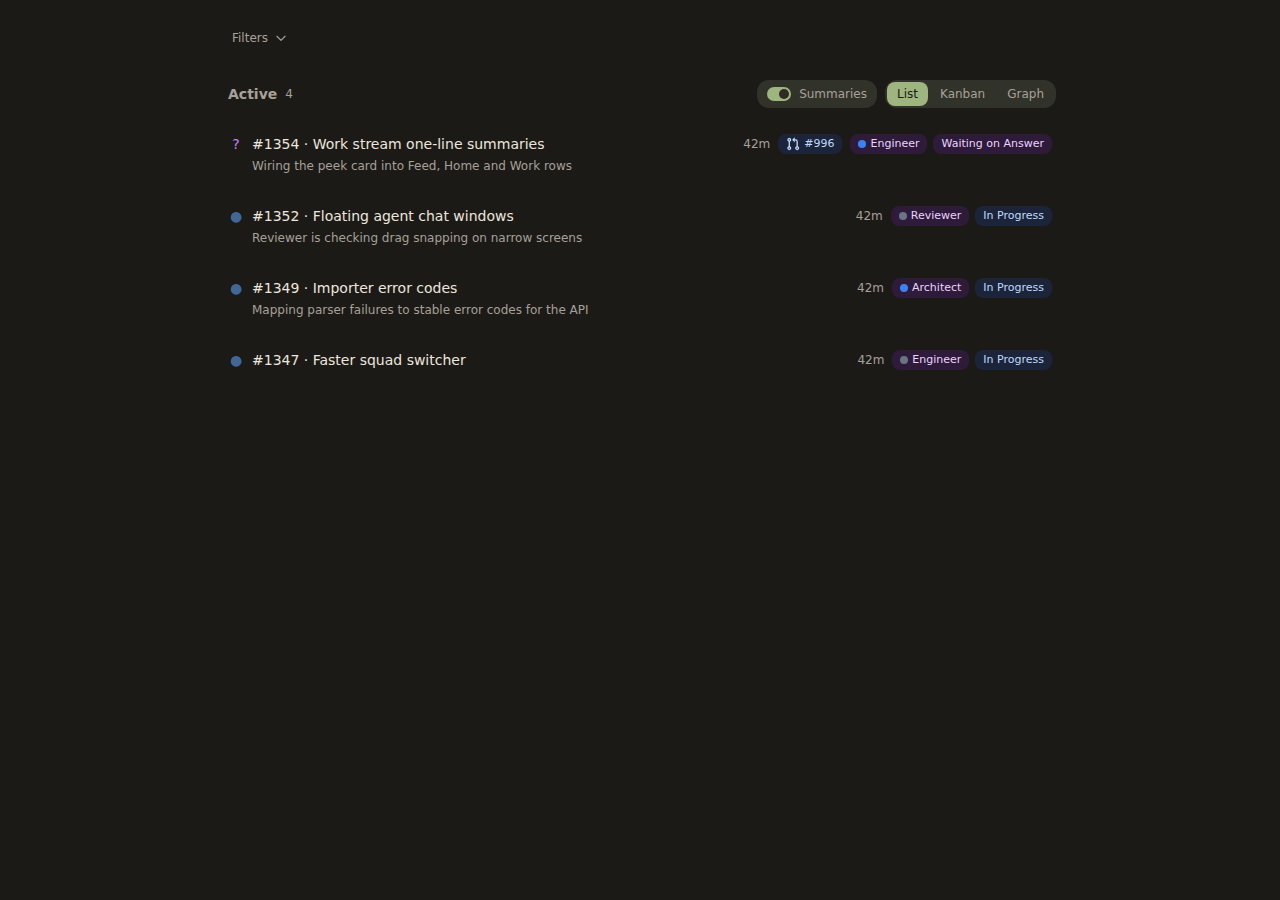 Filters
Active 4 Summaries List Kanban Graph
? #1354 · Work stream one-line summaries 42m #996 Engineer Waiting on Answer
Wiring the peek card into Feed, Home and Work rows
#1352 · Floating agent chat windows 42m Reviewer In Progress
Reviewer is checking drag snapping on narrow screens
#1349 · Importer error codes 42m Architect In Progress
Mapping parser failures to stable error codes for the API
#1347 · Faster squad switcher 42m Engineer In Progress